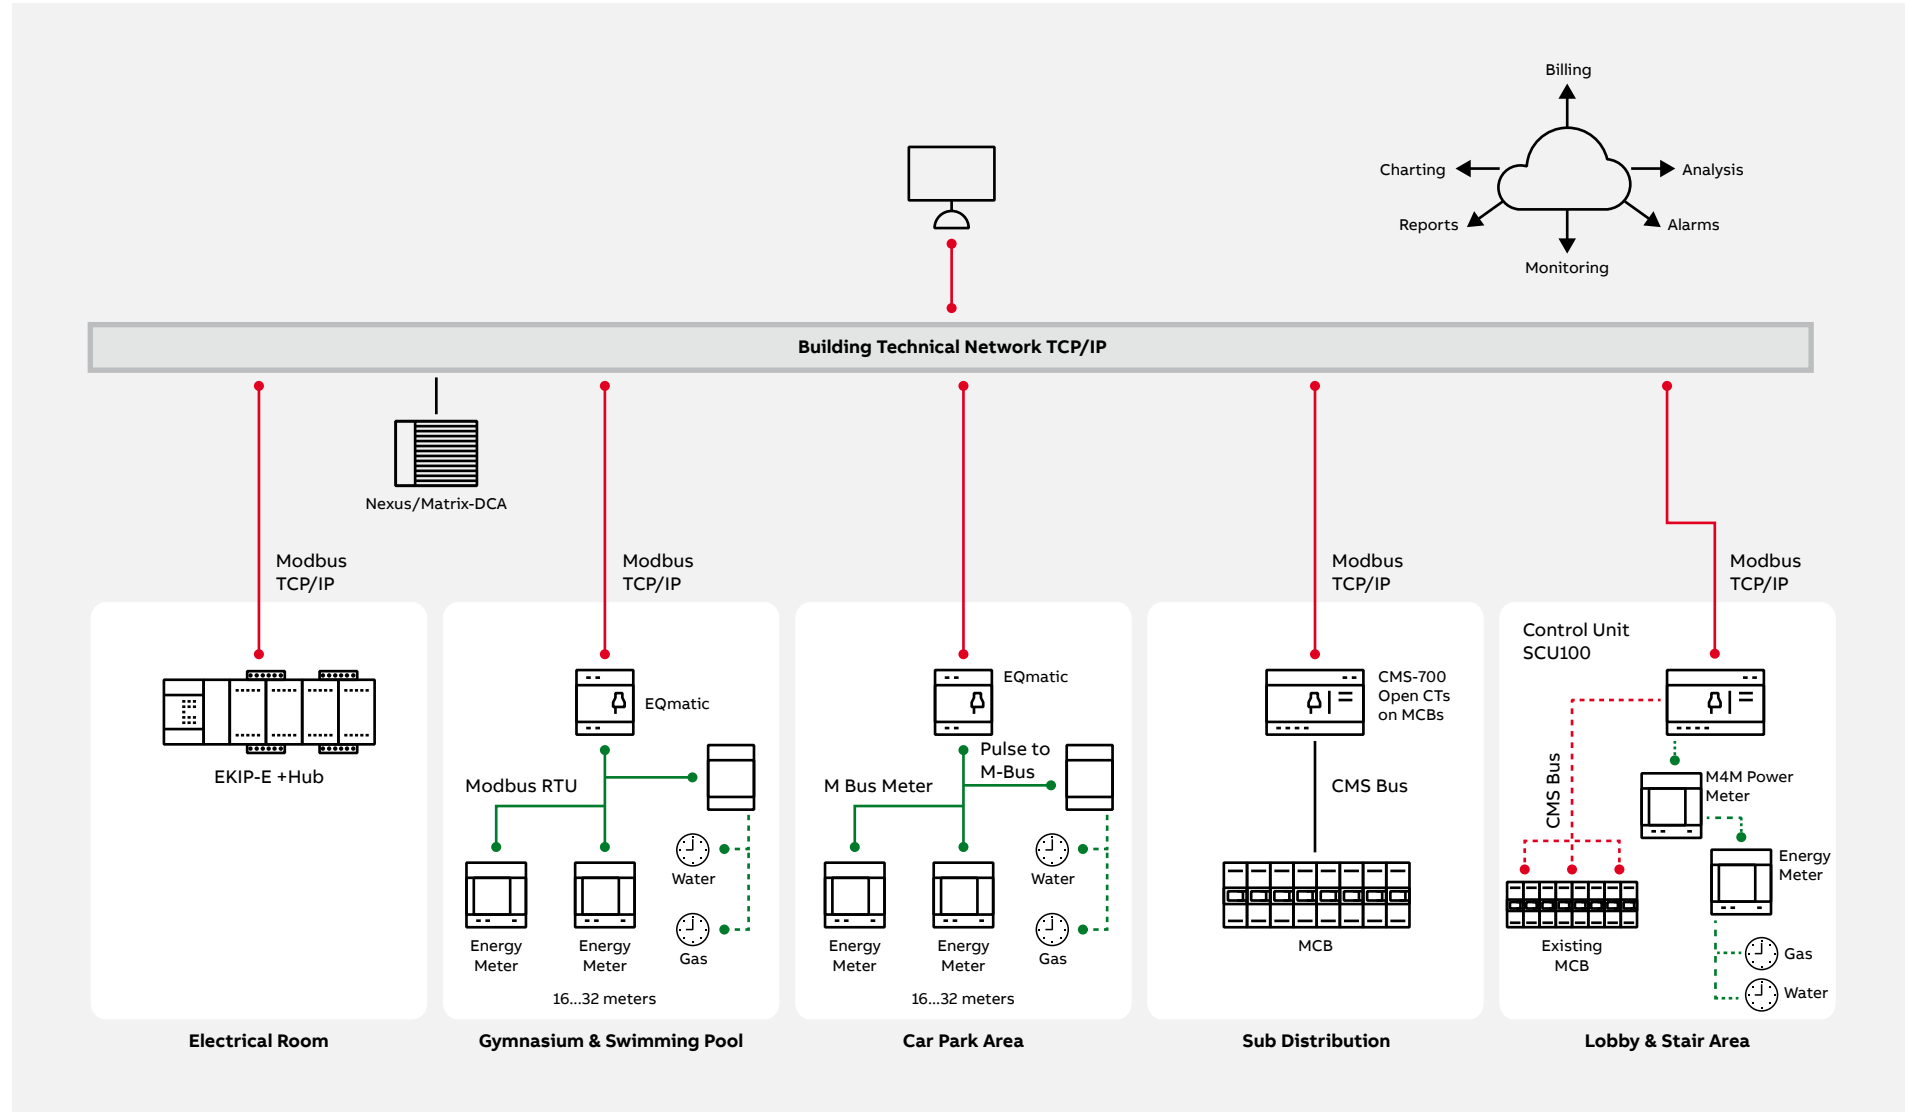 Billing
Charting
Analysis
Reports
Alarms
Monitoring
Building Technical Network TCP/IP
Nexus/Matrix-DCA
Modbus
TCP/IP
Modbus
TCP/IP
Modbus
TCP/IP
Modbus
TCP/IP
EKIP-E +Hub
Electrical Room
EQmatic
Modbus RTU
Water
Gas
Energy
Meter
Energy
Meter
16...32 meters
Gymnasium & Swimming Pool
EQmatic
Pulse to
M-Bus
M Bus Meter
Water
Gas
Energy
Meter
Energy
Meter
16...32 meters
Car Park Area
CMS-700
Open CTs
on MCBs
CMS Bus
MCB
Sub Distribution
Control Unit
SCU100
CMS Bus
M4M Power
Meter
Energy
Meter
Existing
MCB
Gas
Water
Lobby & Stair Area